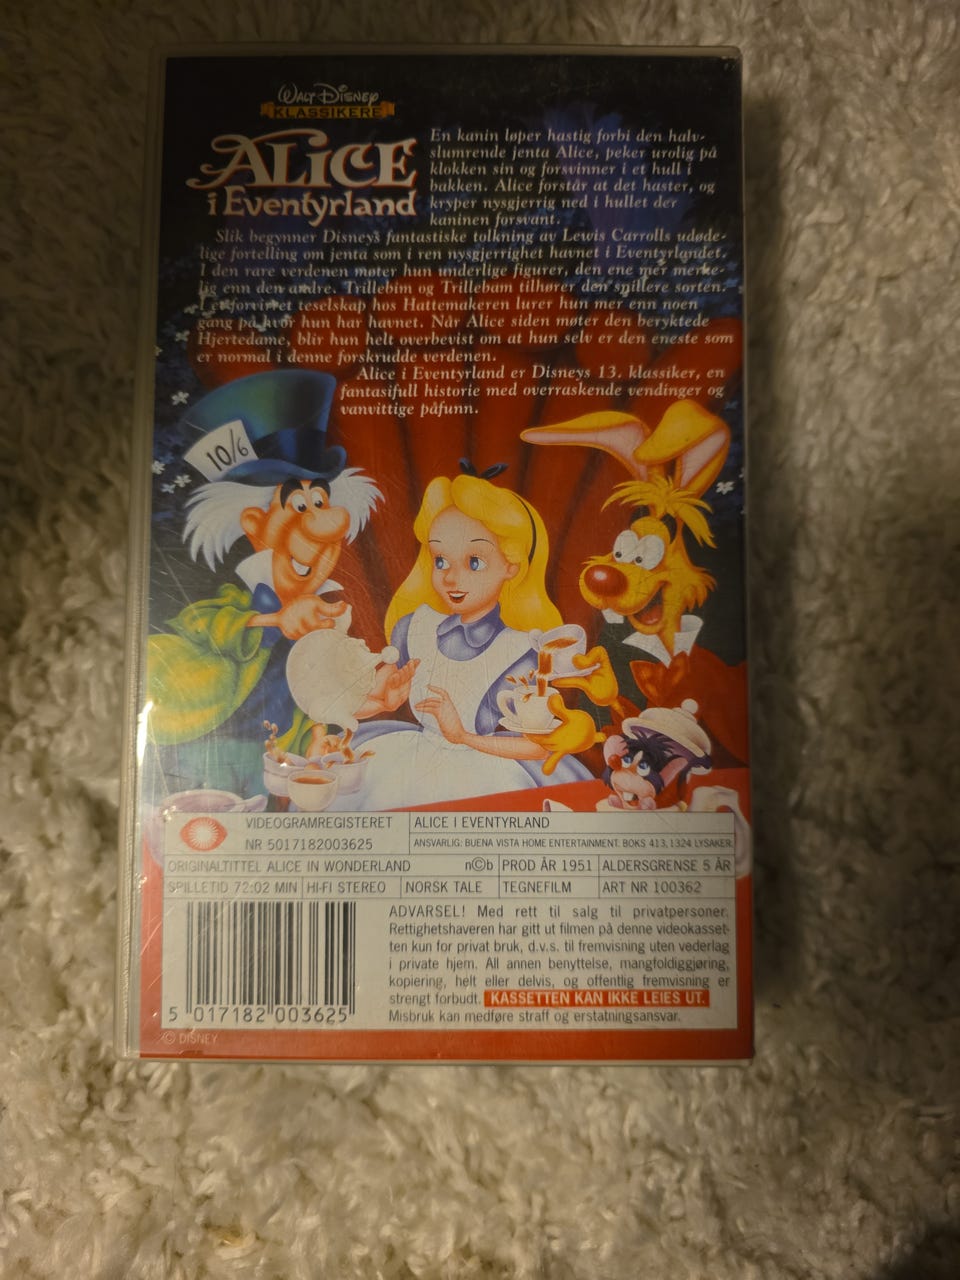 WALT DISNEY
KLASSIKERE
ALICE
i Eventyrland
En kanin løper hastig forbi den halv-
slumrende jenta Alice, peker urolig på
klokken sin og forsvinner i et hull i
bakken. Alice forstår at det haster, og
kryper nysgjerrig ned i hullet der
kaninen forsvant.
Slik begynner Disneys fantastiske tolkning av Lewis Carrolls udøde-
lige fortelling om jenta som i ren nysgjerrighet havnet i Eventyrlandet.
I den rare verdenen møter hun underlige figurer, den ene mer merke-
lig enn den andre. Trillebim og Trillebam tilhører den snillere sorten.
I et forvirret teselskap hos Hattemakeren lurer hun mer enn noen
gang på hvor hun har havnet. Når Alice siden møter den beryktede
Hjertedame, blir hun helt overbevist om at hun selv er den eneste som
er normal i denne forskrudde verdenen.
Alice i Eventyrland er Disneys 13. klassiker, en
fantasifull historie med overraskende vendinger og
vanvittige påfunn.
10/6
VIDEOGRAMREGISTERET
NR 5017182003625
ALICE I EVENTYRLAND
ANSVARLIG: BUENA VISTA HOME ENTERTAINMENT. BOKS 413, 1324 LYSAKER.
ORIGINALTITTEL ALICE IN WONDERLAND n©b PROD ÅR 1951 ALDERSGRENSE 5 ÅR
SPILLETID 72:02 MIN HI-FI STEREO NORSK TALE TEGNEFILM ART NR 100362
ADVARSEL! Med rett til salg til privatpersoner.
Rettighetshaveren har gitt ut filmen på denne videokasset-
ten kun for privat bruk, d.v.s. til fremvisning uten vederlag
i private hjem. All annen benyttelse, mangfoldiggjøring,
kopiering, helt eller delvis, og offentlig fremvisning er
strengt forbudt. KASSETTEN KAN IKKE LEIES UT.
Misbruk kan medføre straff og erstatningsansvar.
5 017182 003625
© DISNEY